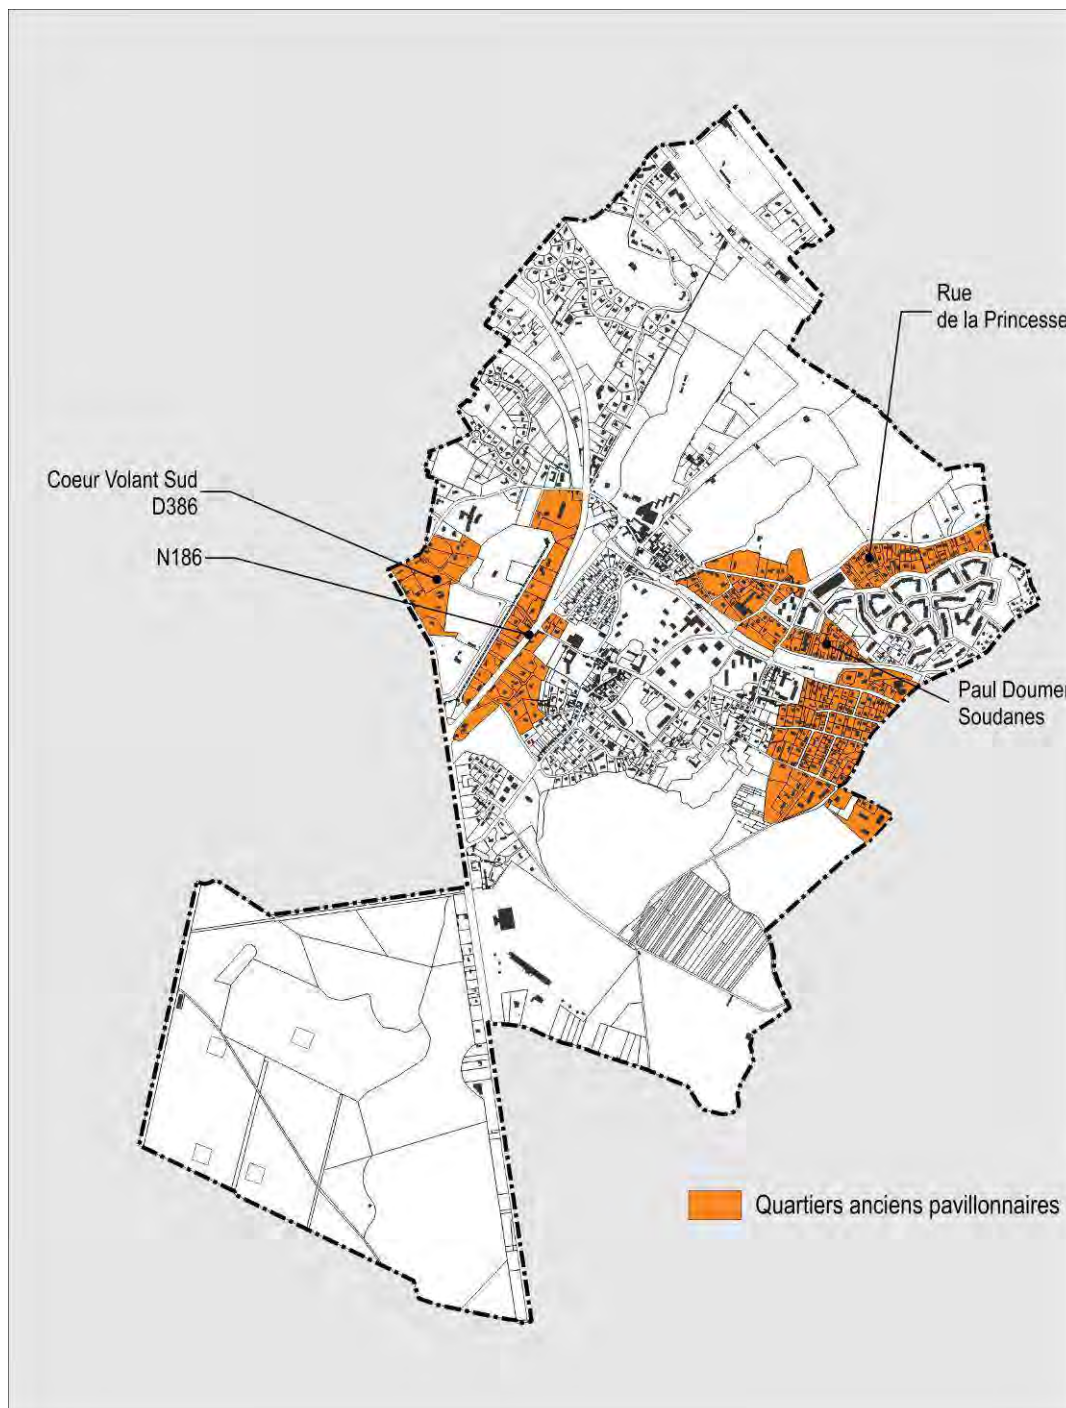 Rue
de la Princesse
Coeur Volant Sud
D386
N186
Paul Doumer
Soudanes
Quartiers anciens pavillonnaires